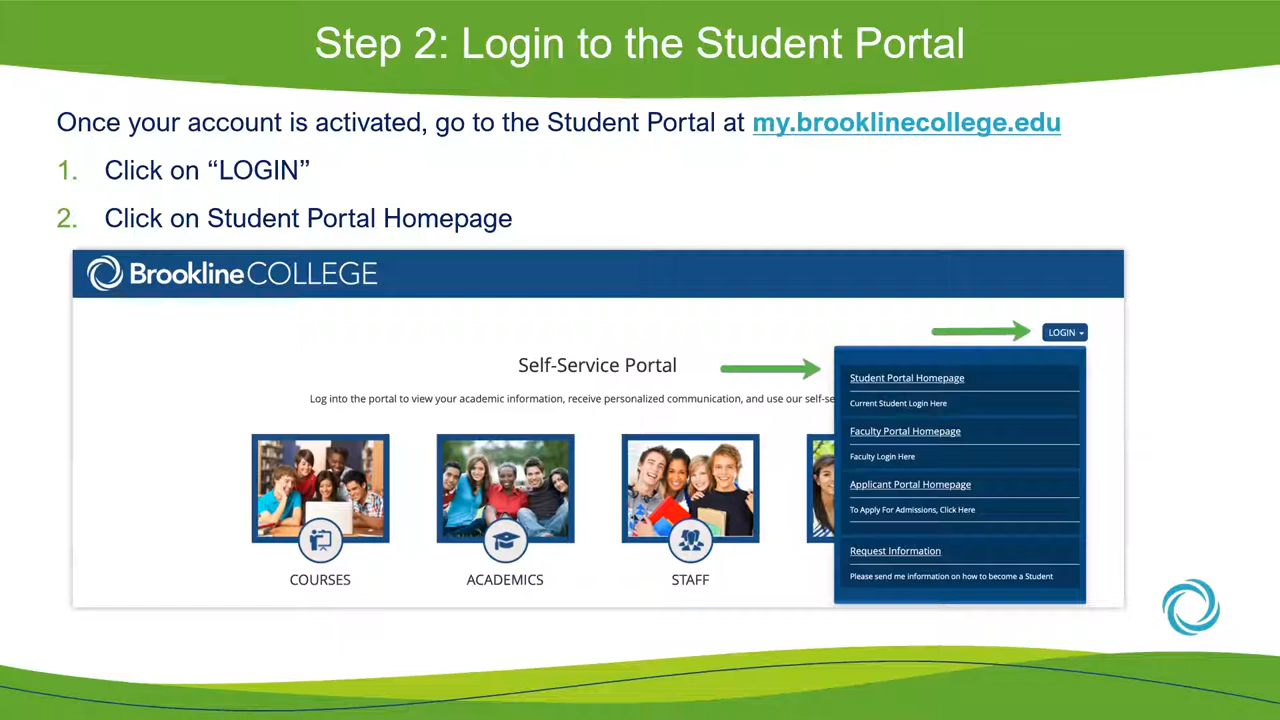 Step 2: Login to the Student Portal
Once your account is activated, go to the Student Portal at my.brooklinecollege.edu
1. Click on “LOGIN”
2. Click on Student Portal Homepage
BrooklineCOLLEGE
LOGIN
Self-Service Portal
Log into the portal to view your academic information, receive personalized communication, and use our self-se
Student Portal Homepage
Current Student Login Here
Faculty Portal Homepage
Faculty Login Here
Applicant Portal Homepage
To Apply For Admissions, Click Here
Request Information
Please send me information on how to become a Student
COURSES
ACADEMICS
STAFF